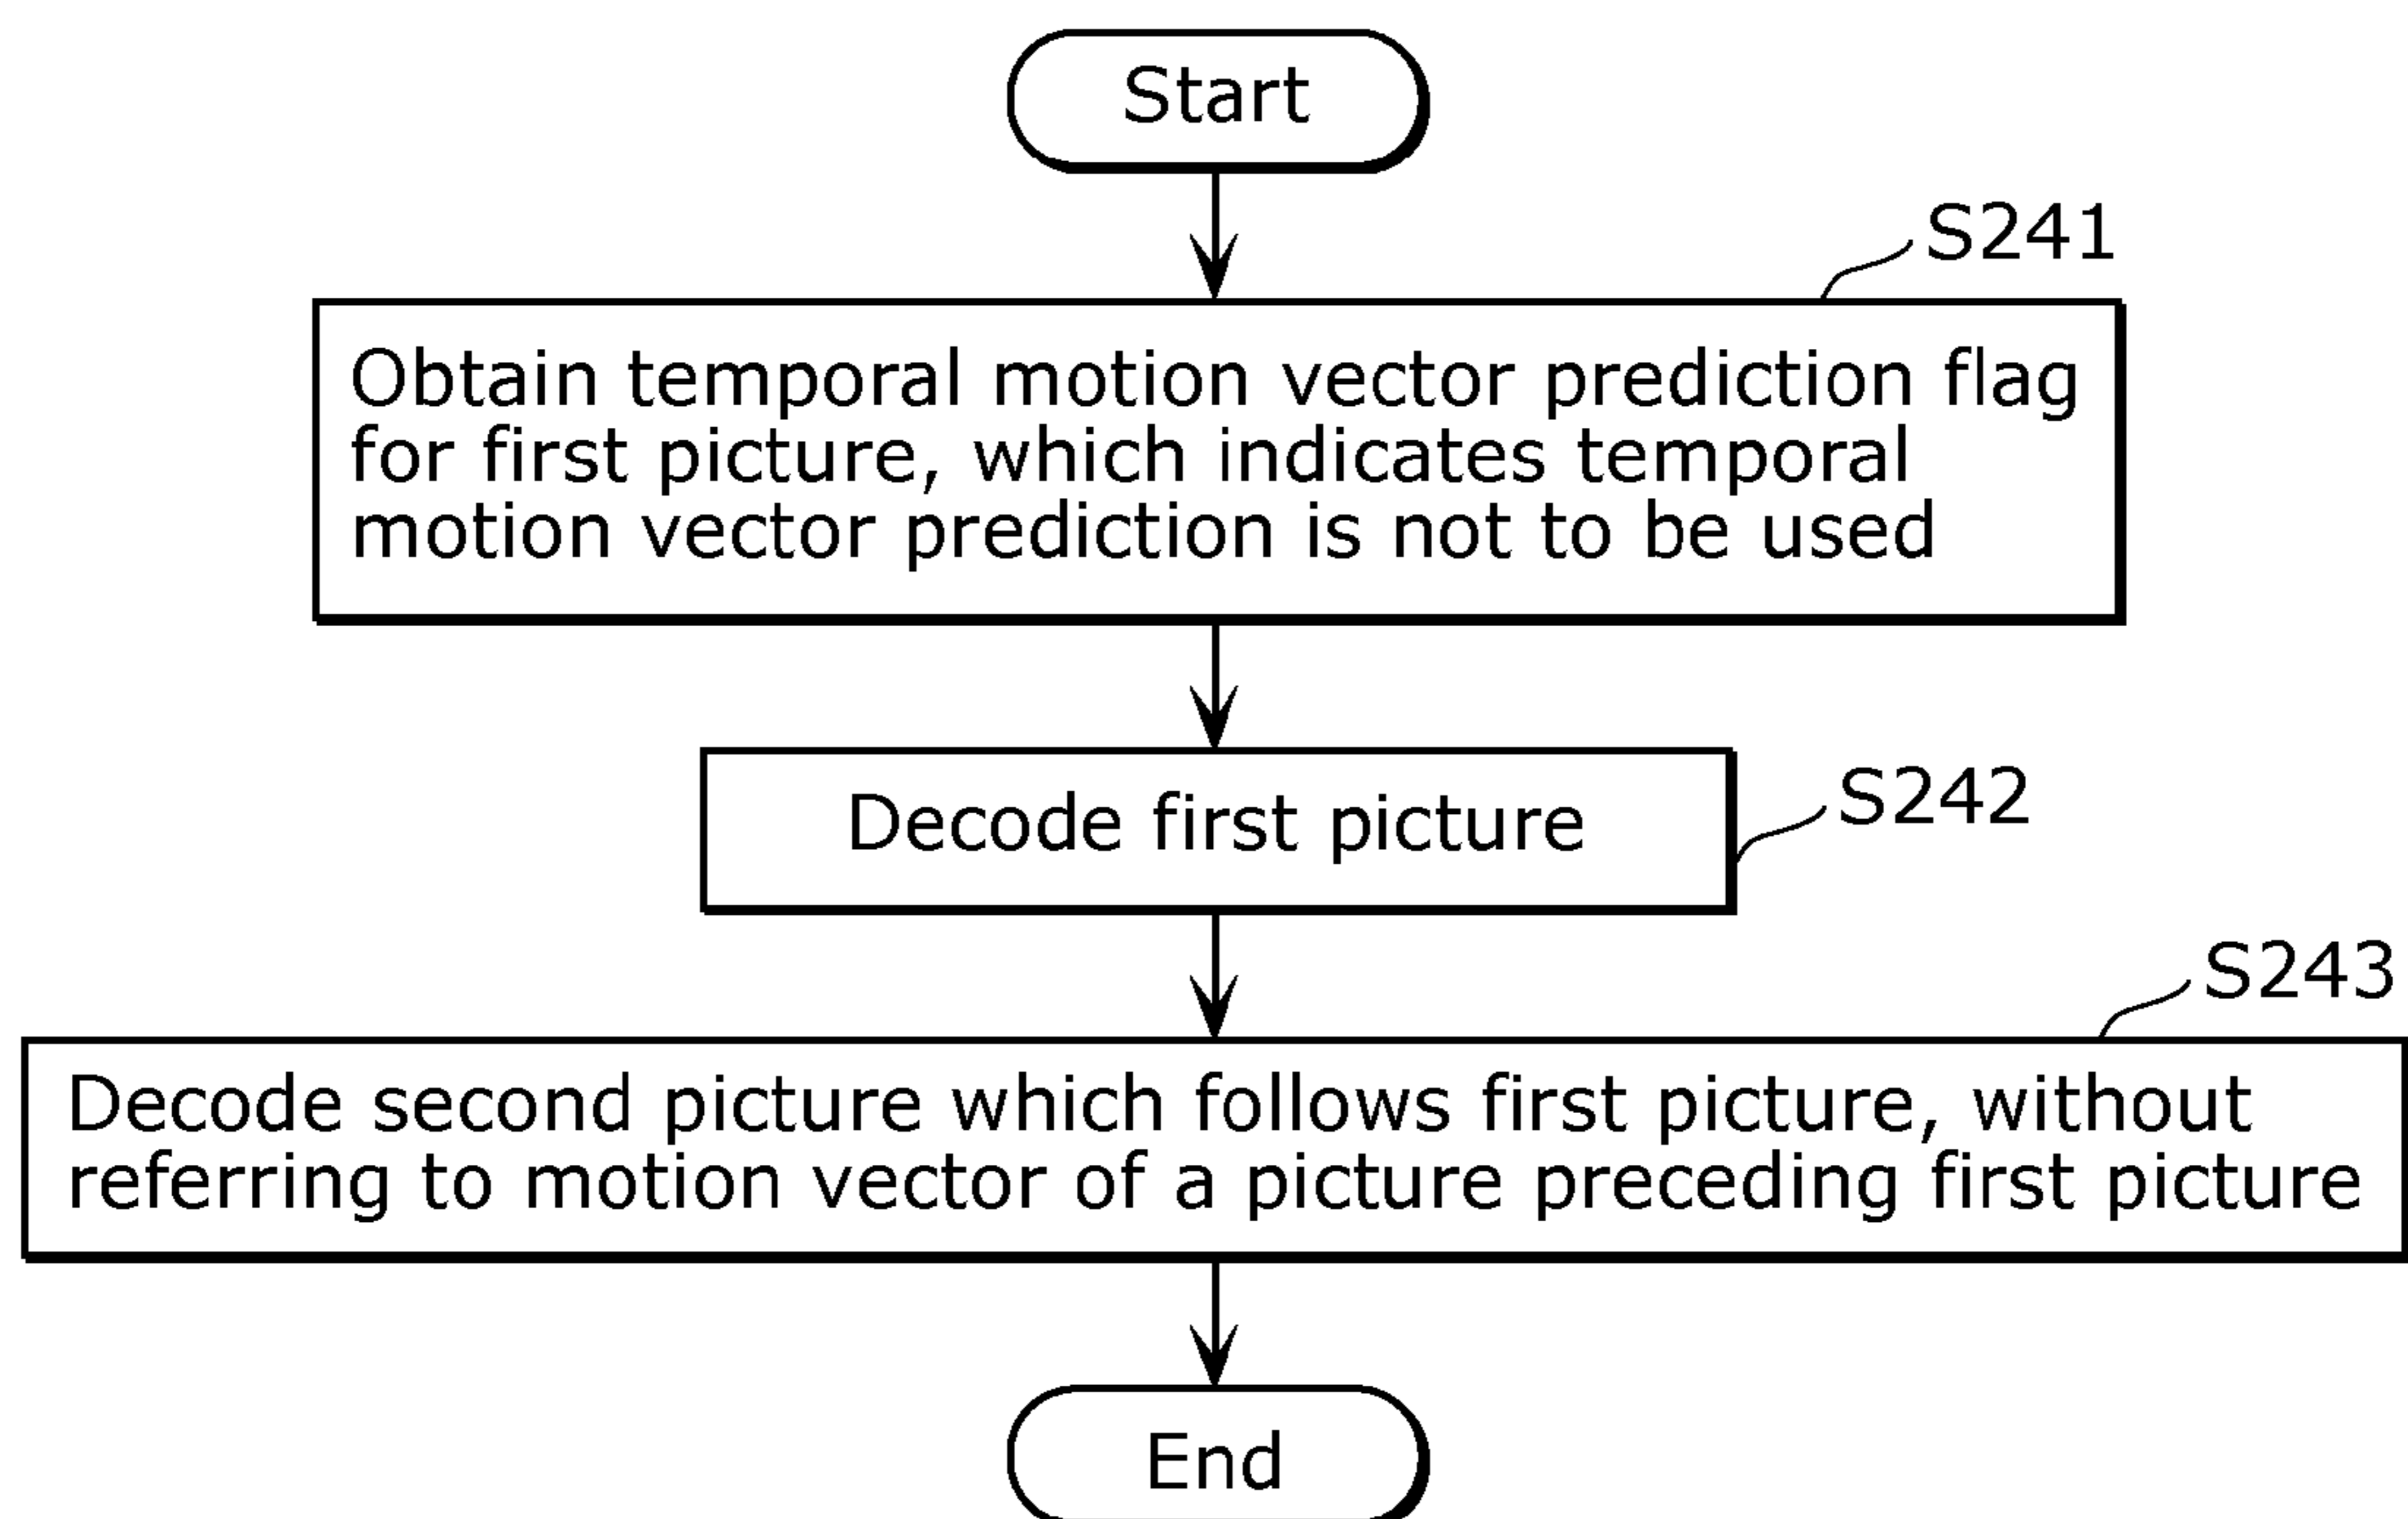 Start
S241
Obtain temporal motion vector prediction flag
for first picture, which indicates temporal
motion vector prediction is not to be used
Decode first picture
S242
S243
Decode second picture which follows first picture, without
referring to motion vector of a picture preceding first picture
End